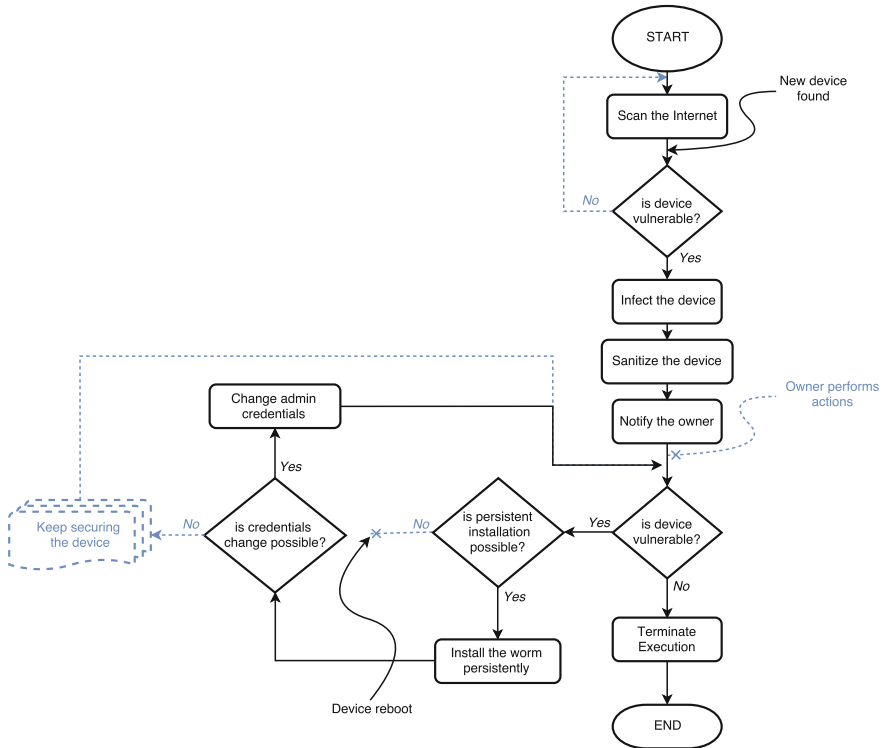 START
New device
found
Scan the Internet
No
is device
vulnerable?
Yes
Infect the device
Sanitize the device
Owner performs
actions
Change admin
credentials
Notify the owner
Yes
Keep securing
the device
No
is credentials
change possible?
No
is persistent
installation
possible?
Yes
is device
vulnerable?
Yes
No
Install the worm
persistently
Terminate
Execution
Device reboot
END